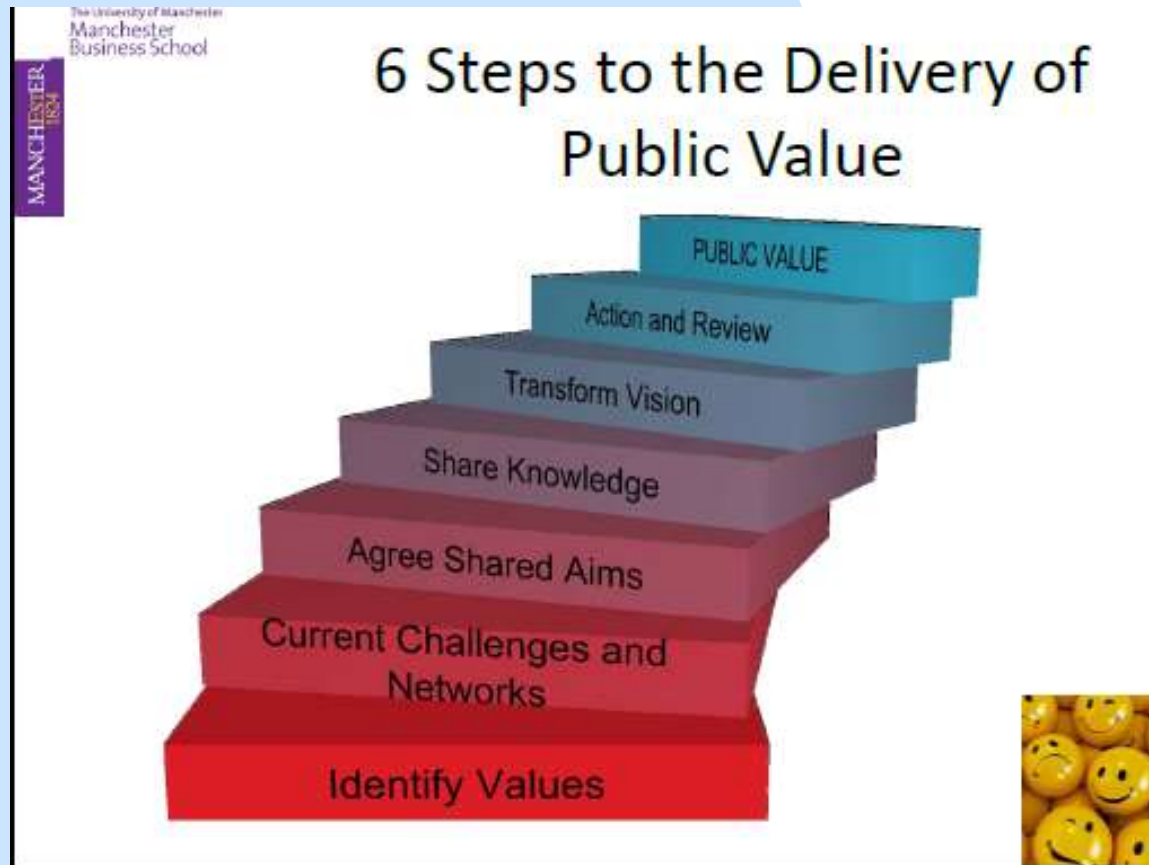 The University of Manchester
Manchester
Business School
MANCHESTER
1824
6 Steps to the Delivery of
Public Value
PUBLIC VALUE
Action and Review
Transform Vision
Share Knowledge
Agree Shared Aims
Current Challenges and
Networks
Identify Values